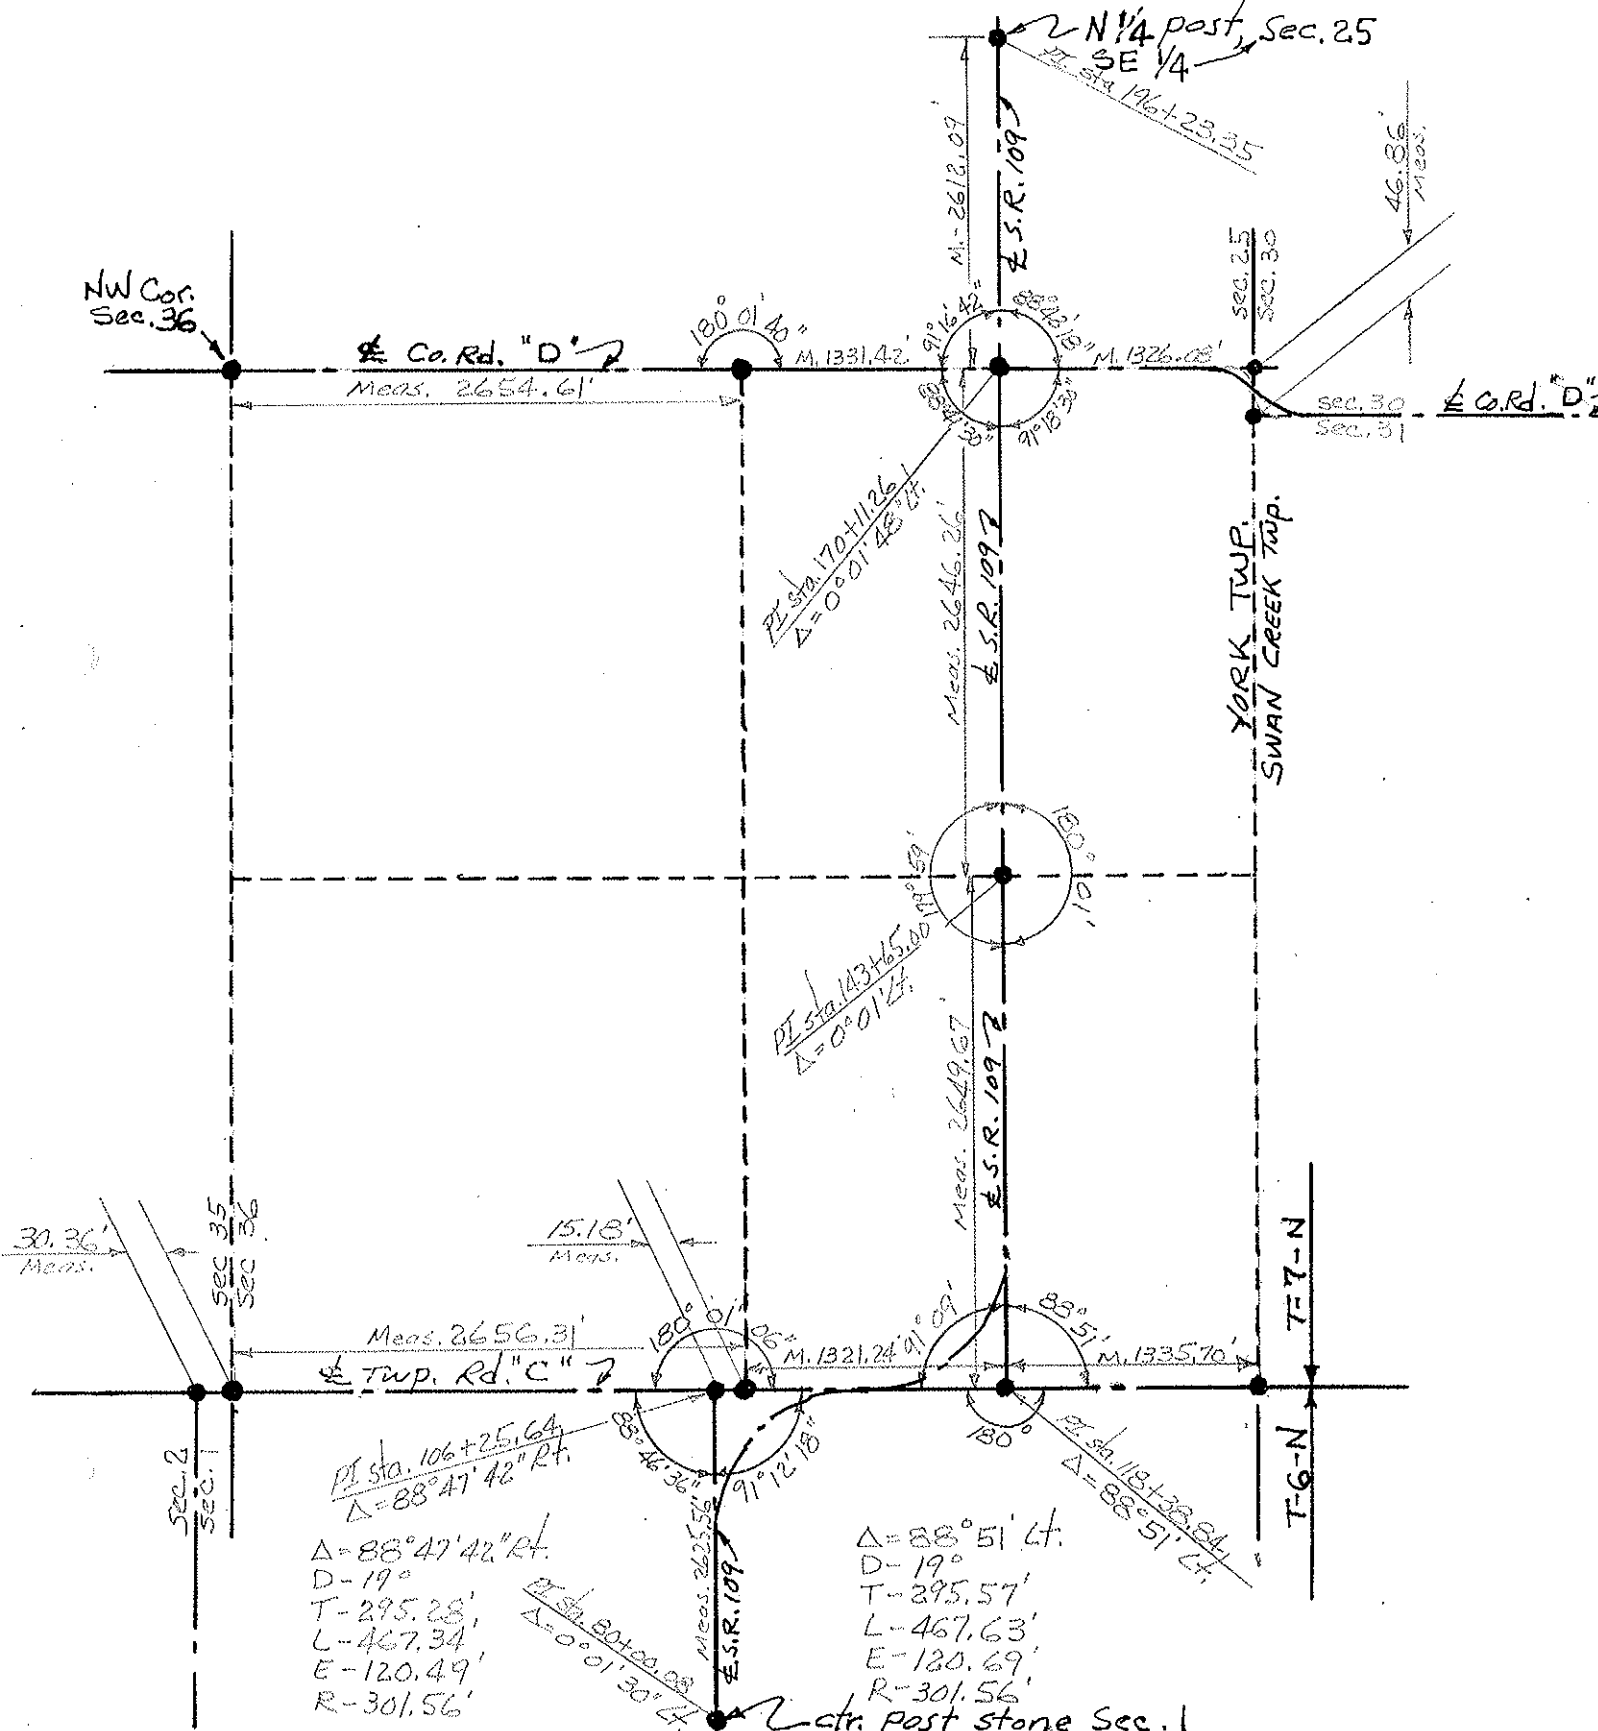 N 1/4 post, Sec. 25
SE 1/4
PI sta 196+23.35
46.86'
Meas.
M.-2612.09'
℄ S.R. 109
Sec. 25
Sec. 30
NW Cor.
Sec. 36
℄ Co. Rd. "D"
Meas. 2654.61'
180° 01' 40"
M. 1331.42'
91° 16' 42"
88° 43' 18"
M. 1326.08'
88° 41' 30"
91° 18' 30"
sec. 30
Sec. 31
℄ Co. Rd. "D"
PI sta. 170+11.26
Δ=0°01'48" Lt.
Meas. 2646.26'
℄ S.R. 109
YORK TWP.
SWAN CREEK Twp.
179° 59'
180° 01'
PI sta. 143+65.00
Δ=0°01' Lt.
Meas. 2649.67'
℄ S.R. 109
30.36'
Meas.
Sec 35
Sec 36
15.18'
Meas.
T-7-N
Meas. 2656.31'
180° 01' 06"
M. 1321.24'
91° 09'
88° 51'
M. 1335.70'
℄ Twp. Rd. "C"
180°
T-6-N
Sec. 2
Sec. 1
PI sta. 106+25.64
Δ=88°47'42" Rt.
88° 46' 36"
91° 12' 18"
PI sta. 118+38.84
Δ=88°51' Lt.
Meas. 2625.56'
℄ S.R. 109
Δ=88°47'42" Rt.
D-19°
T-295.28'
L-467.34'
E-120.49'
R-301.56'
PI sta. 80+00.08
Δ=0°01'30" Lt.
Δ=88°51' Lt.
D-19°
T-295.57'
L-467.63'
E-120.69'
R-301.56'
ctr. post stone Sec. 1